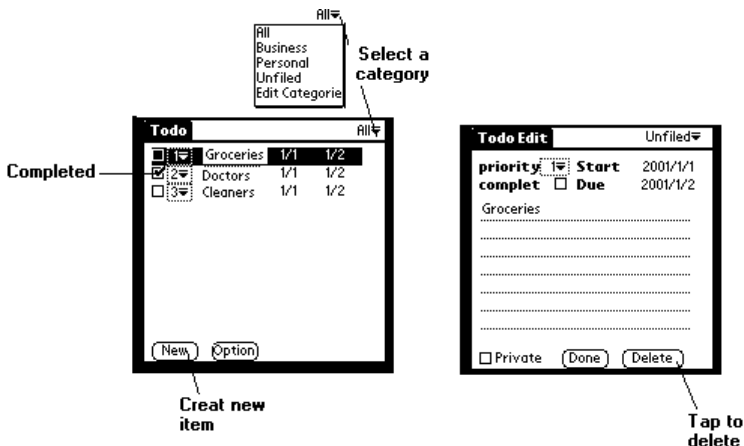 All
All
Business
Personal
Unfiled
Edit Categorie
Select a
category
Todo All
1 Groceries 1/1 1/2
Completed
2 Doctors 1/1 1/2
3 Cleaners 1/1 1/2
New Option
Creat new
item
Todo Edit Unfiled
priority 1 Start 2001/1/1
complet Due 2001/1/2
Groceries
Private Done Delete
Tap to
delete